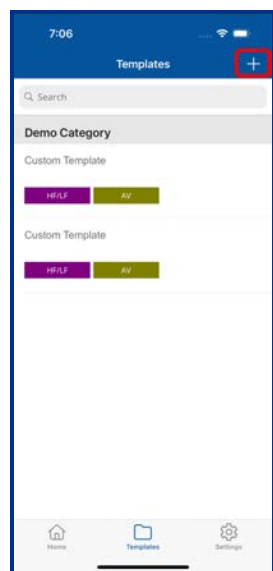 7:06
Templates
Search
Demo Category
Custom Template
HF/LF AV
Custom Template
HF/LF AV
Home Templates Settings